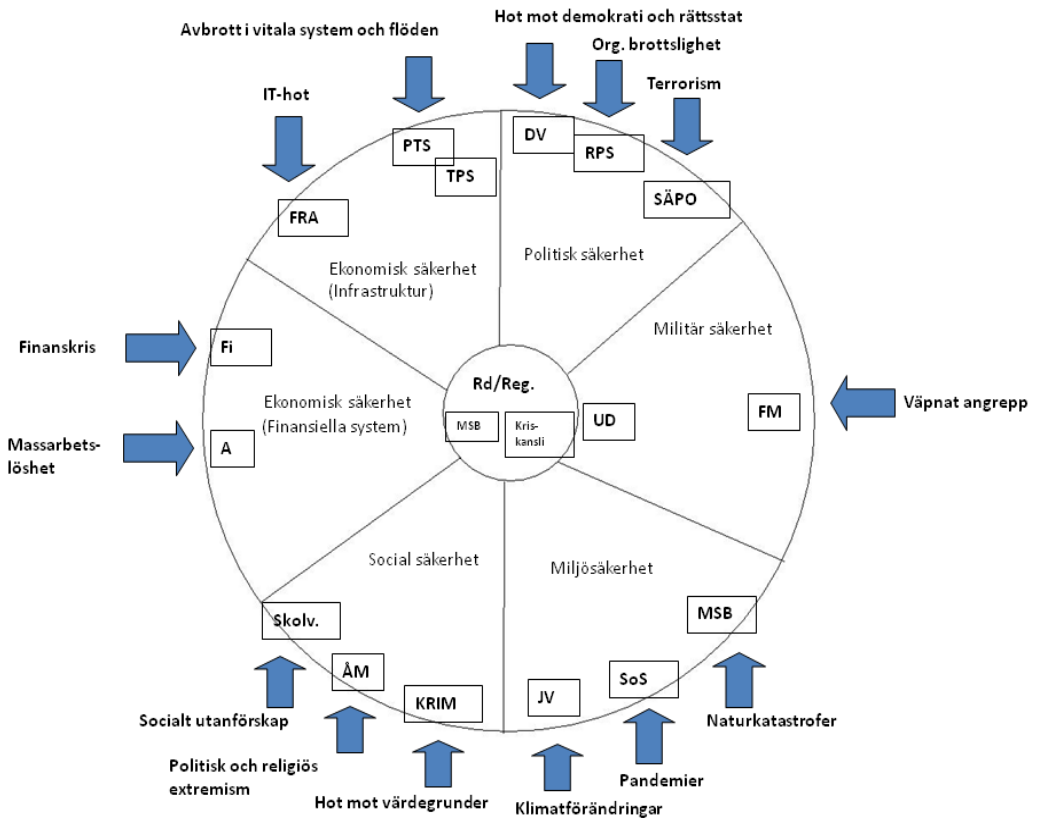 Hot mot demokrati och rättsstat
Avbrott i vitala system och flöden
Org. brottslighet
Terrorism
IT-hot
DV
PTS
RPS
TPS
SÄPO
FRA
Politisk säkerhet
Ekonomisk säkerhet
(Infrastruktur)
Militär säkerhet
Finanskris
Fi
Rd/Reg.
Ekonomisk säkerhet
(Finansiella system)
MSB
Kris-
kansli
UD
FM
Väpnat angrepp
Massarbets-
löshet
A
Social säkerhet
Miljösäkerhet
Skolv.
MSB
ÅM
SoS
KRIM
JV
Socialt utanförskap
Naturkatastrofer
Politisk och religiös
extremism
Pandemier
Hot mot värdegrunder
Klimatförändringar